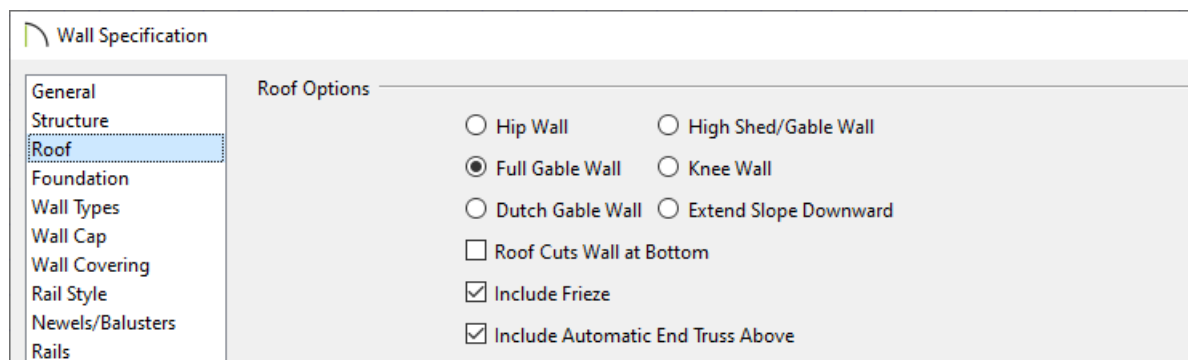 Wall Specification
General
Structure
Roof
Foundation
Wall Types
Wall Cap
Wall Covering
Rail Style
Newels/Balusters
Rails
Roof Options
Hip Wall
High Shed/Gable Wall
Full Gable Wall
Knee Wall
Dutch Gable Wall
Extend Slope Downward
Roof Cuts Wall at Bottom
Include Frieze
Include Automatic End Truss Above